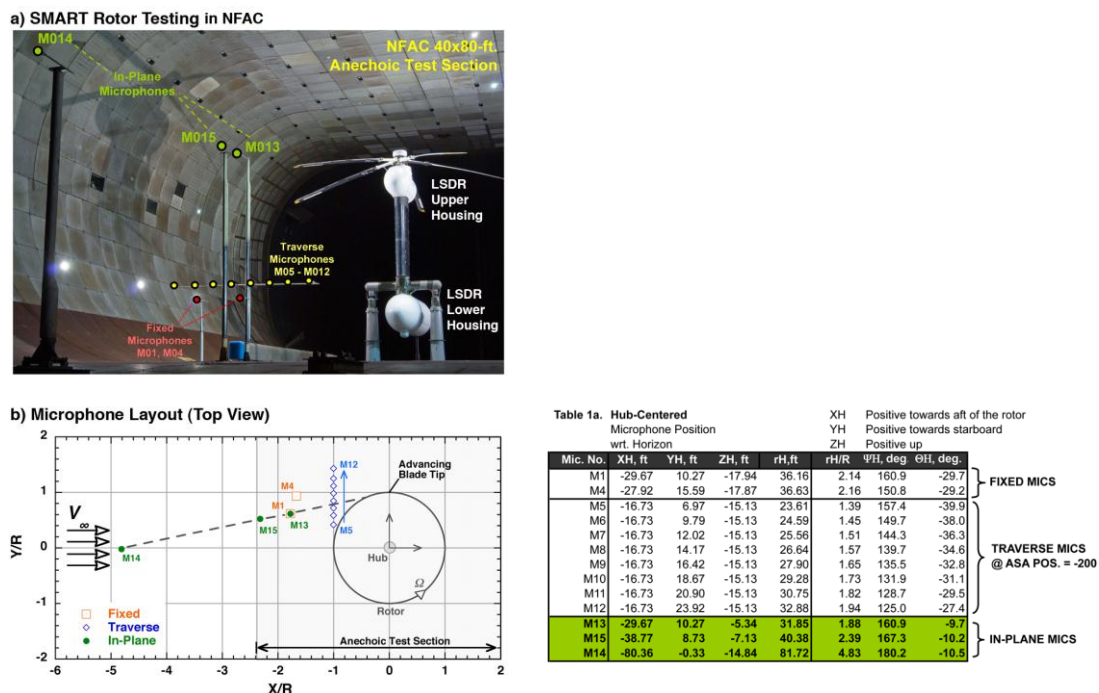 a) SMART Rotor Testing in NFAC
M014
NFAC 40x80-ft.
Anechoic Test Section
In-Plane
Microphones
M015
M013
LSDR
Upper
Housing
Traverse
Microphones
M05 - M012
LSDR
Lower
Housing
Fixed
Microphones
M01, M04
b) Microphone Layout (Top View)
2
1
0
-1
-2
Y/R
V∞
M14
M15
M4
M1
M13
M12
M5
Advancing
Blade Tip
Hub
Ω
Rotor
Fixed
Traverse
In-Plane
Anechoic Test Section
-6 -5 -4 -3 -2 -1 0 1 2
X/R
Table 1a. Hub-Centered XH Positive towards aft of the rotor
Microphone Position YH Positive towards starboard
wrt. Horizon ZH Positive up
Mic. No. XH, ft YH, ft ZH, ft rH,ft rH/R ΨH, deg. ΘH, deg.
M1 -29.67 10.27 -17.94 36.16 2.14 160.9 -29.7
M4 -27.92 15.59 -17.87 36.63 2.16 150.8 -29.2
FIXED MICS
M5 -16.73 6.97 -15.13 23.61 1.39 157.4 -39.9
M6 -16.73 9.79 -15.13 24.59 1.45 149.7 -38.0
M7 -16.73 12.02 -15.13 25.56 1.51 144.3 -36.3
M8 -16.73 14.17 -15.13 26.64 1.57 139.7 -34.6
M9 -16.73 16.42 -15.13 27.90 1.65 135.5 -32.8
M10 -16.73 18.67 -15.13 29.28 1.73 131.9 -31.1
M11 -16.73 20.90 -15.13 30.75 1.82 128.7 -29.5
M12 -16.73 23.92 -15.13 32.88 1.94 125.0 -27.4
TRAVERSE MICS
@ ASA POS. = -200
M13 -29.67 10.27 -5.34 31.85 1.88 160.9 -9.7
M15 -38.77 8.73 -7.13 40.38 2.39 167.3 -10.2
M14 -80.36 -0.33 -14.84 81.72 4.83 180.2 -10.5
IN-PLANE MICS